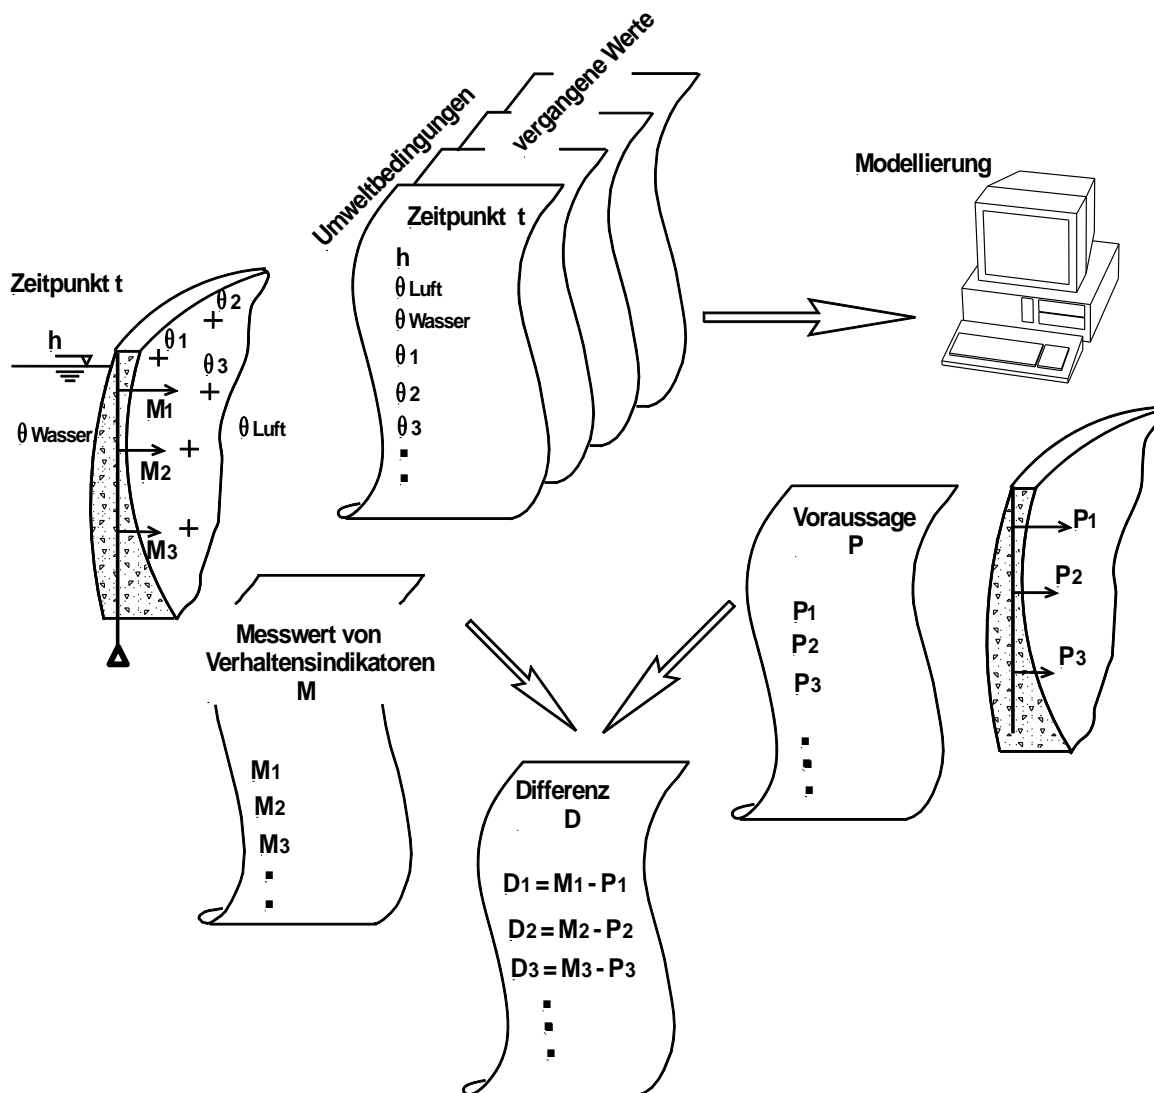 Umweltbedingungen
vergangene Werte
Zeitpunkt t
h
θ Luft
θ Wasser
θ 1
θ 2
θ 3
Modellierung
Zeitpunkt t
h
θ 2
θ 1
θ 3
M1
θ Wasser
θ Luft
M2
M3
Messwert von
Verhaltensindikatoren
M
M1
M2
M3
Voraussage
P
P1
P2
P3
P1
P2
P3
Differenz
D
D1 = M1 - P1
D2 = M2 - P2
D3 = M3 - P3